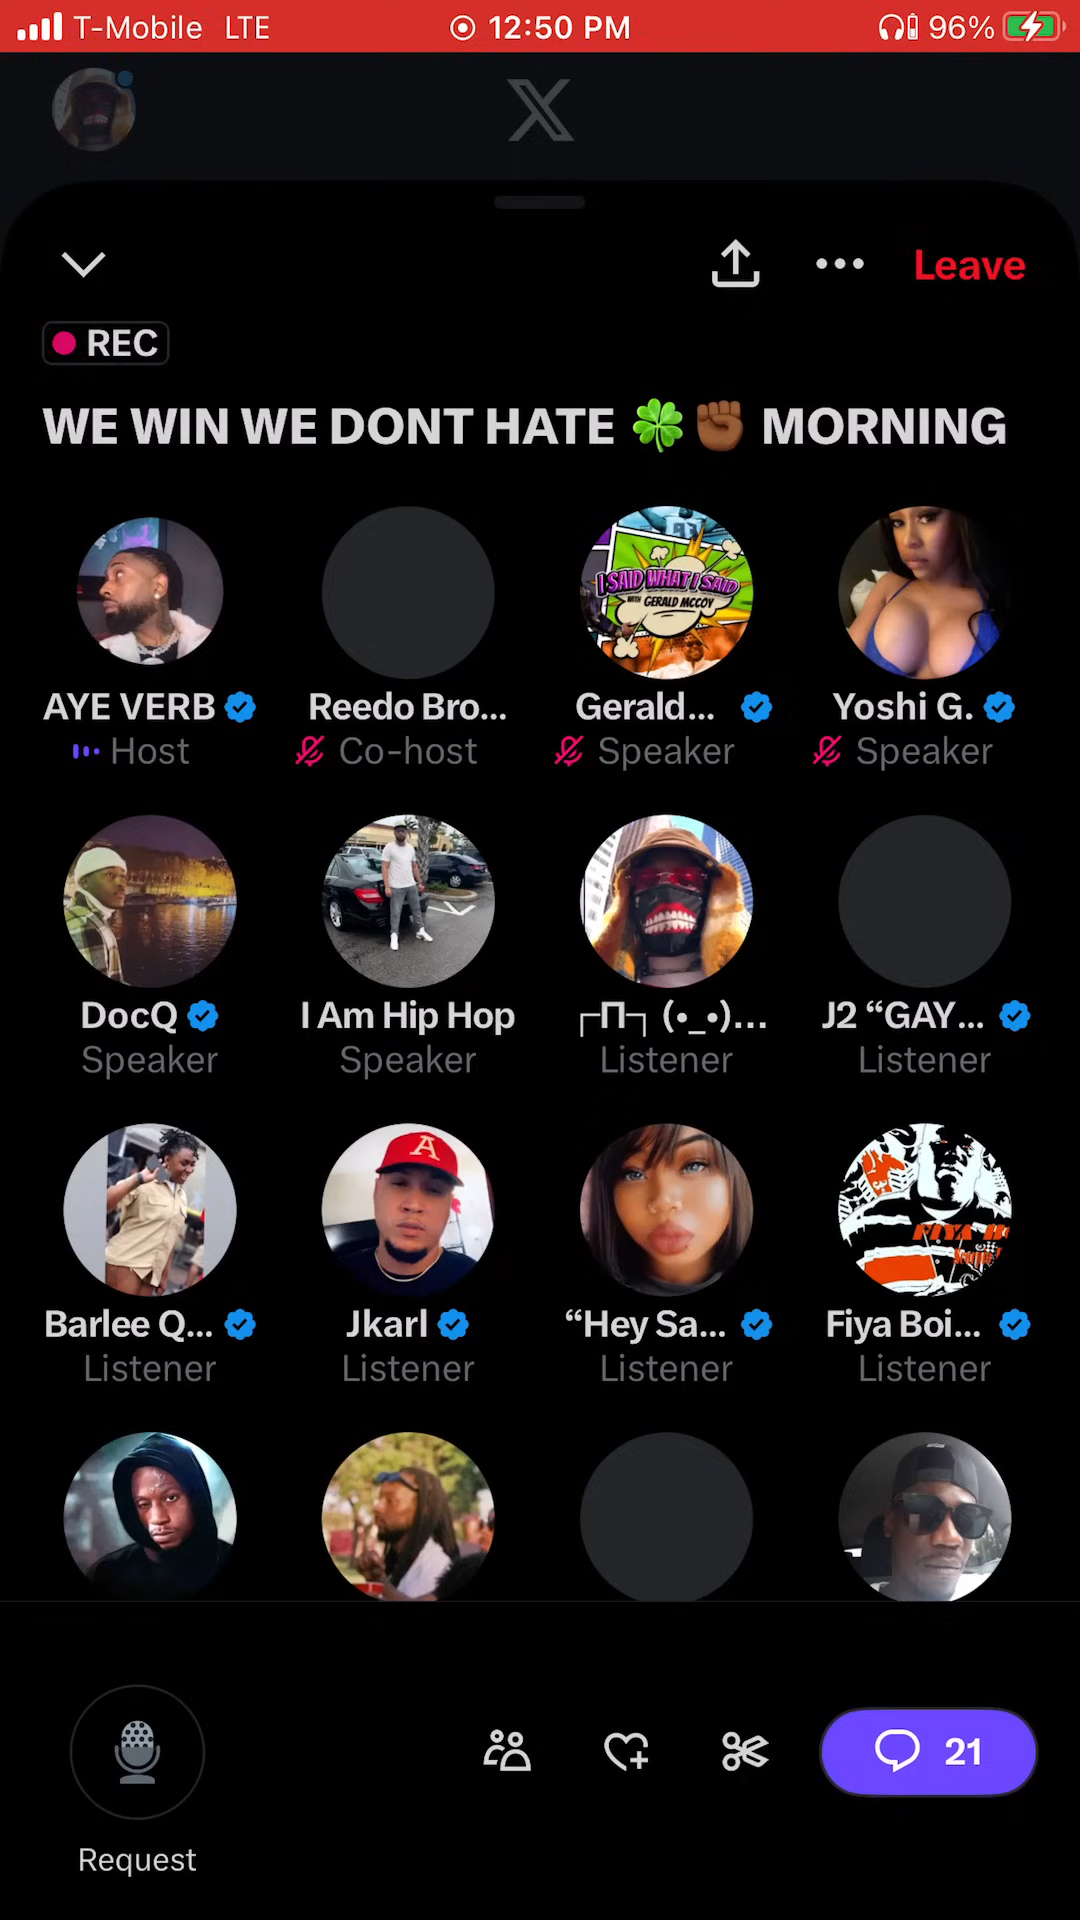 T-Mobile LTE 12:50 PM 96%
Leave
REC
WE WIN WE DONT HATE 🍀✊🏾 MORNING
I SAID WHAT I SAID
WITH GERALD MCCOY
AYE VERB Reedo Bro... Gerald... Yoshi G.
Host Co-host Speaker Speaker
DocQ I Am Hip Hop ┌Π┐ (•_•)... J2 “GAY...
Speaker Speaker Listener Listener
A
Barlee Q... Jkarl “Hey Sa... Fiya Boi...
Listener Listener Listener Listener
21
Request